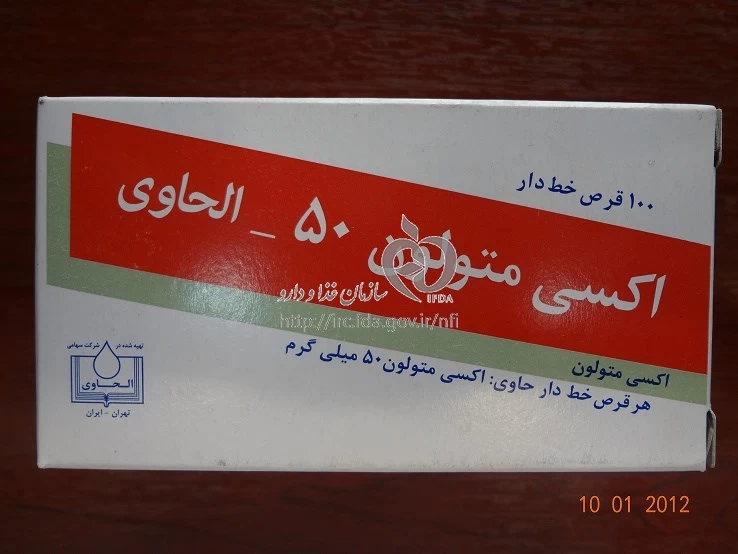 ۱۰۰ قرص خط دار
اکسی متولون ۵۰ _ الحاوی
سازمان غذا و دارو
IFDA
http://irc.fda.gov.ir/nfi
اکسی متولون
هر قرص خط دار حاوی: اکسی متولون ۵۰ میلی گرم
تهیه شده در شرکت سهامی
الحاوی
تهران - ایران
10 01 2012